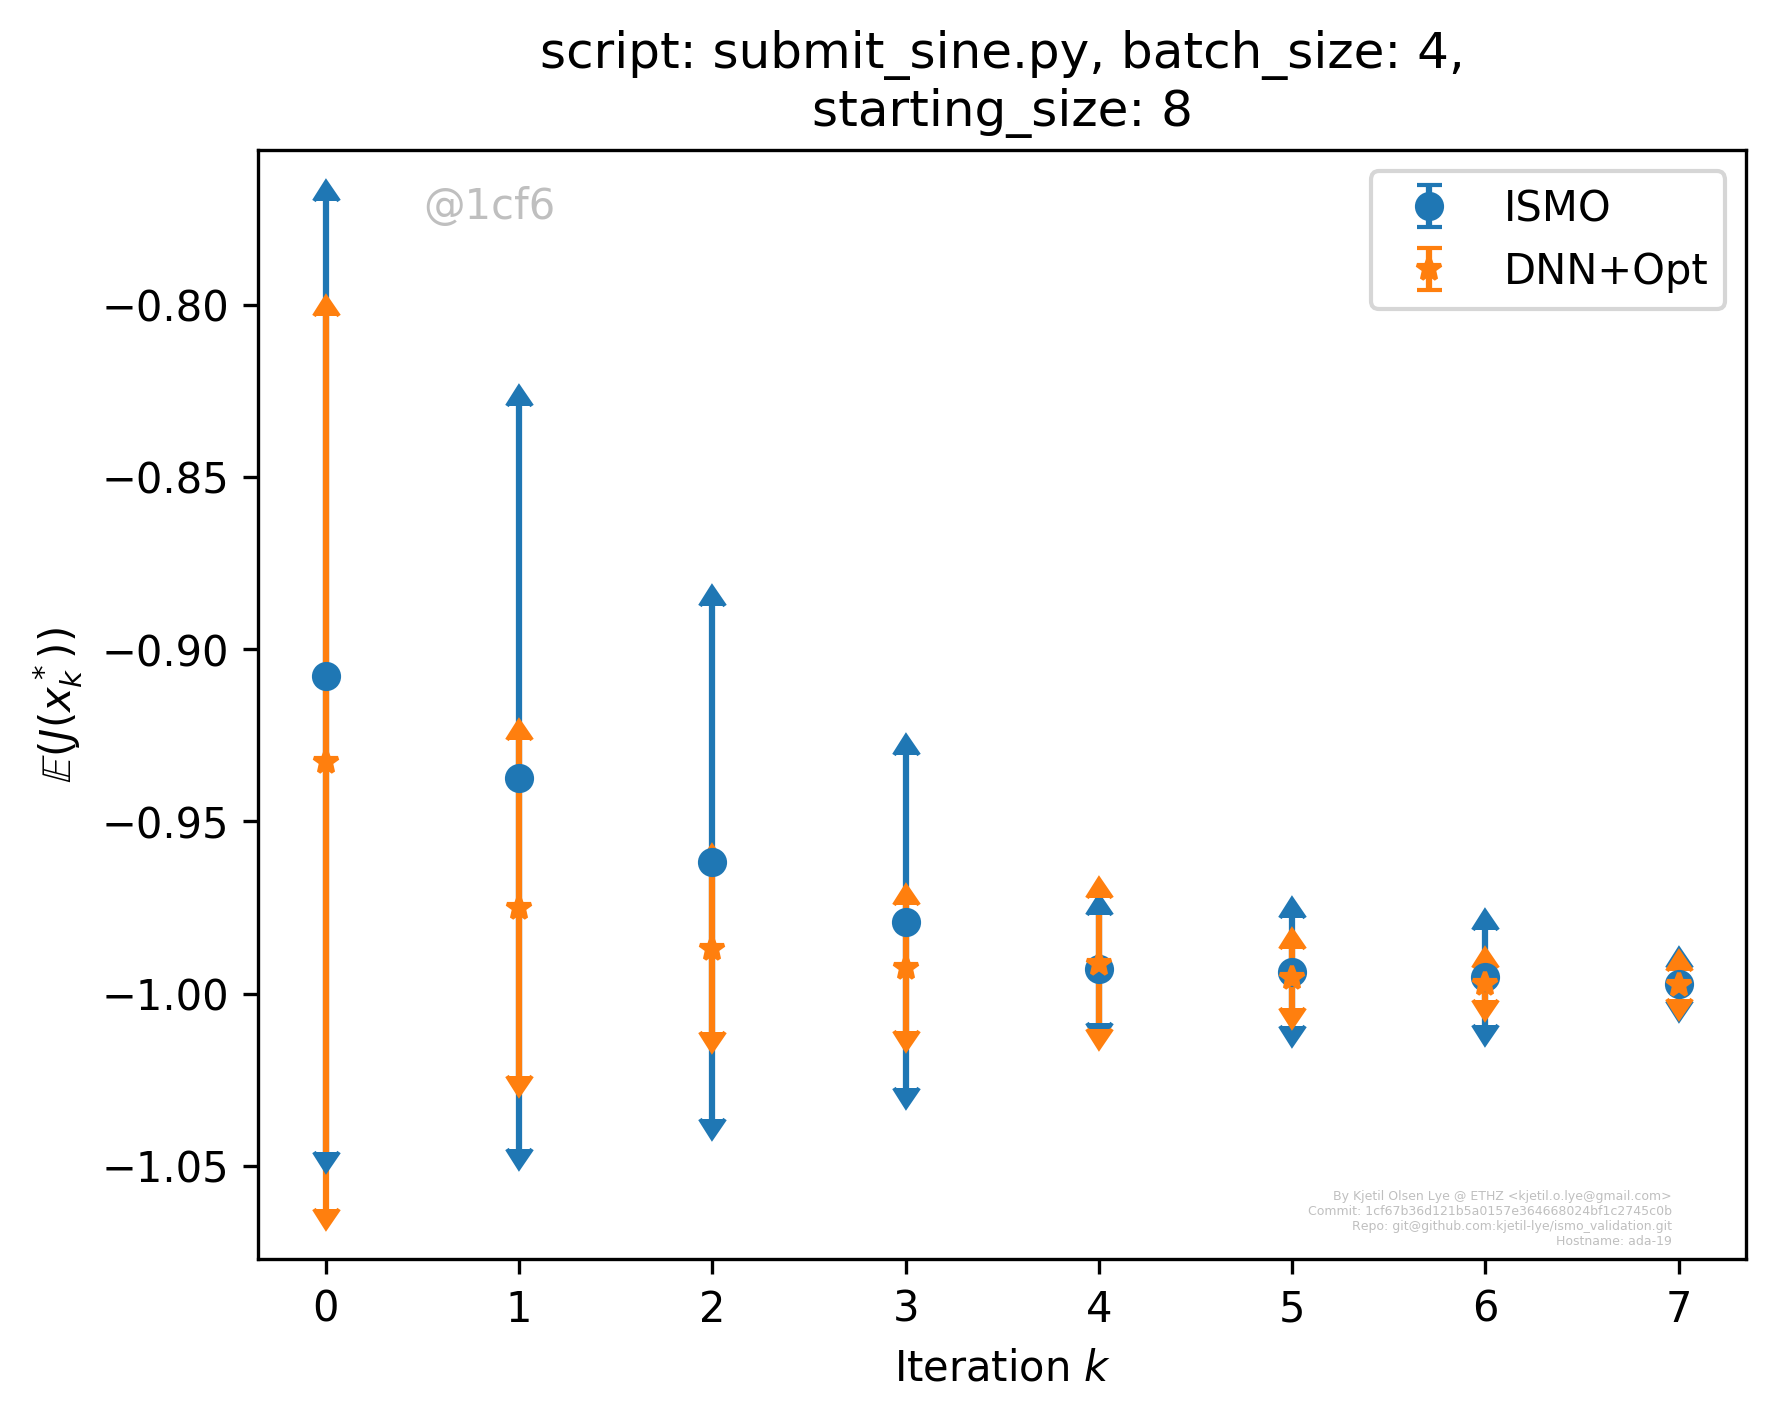 script: submit_sine.py, batch_size: 4,
starting_size: 8
@1cf6
ISMO
DNN+Opt
−0.80
−0.85
−0.90
−0.95
−1.00
−1.05
𝔼(J(x*k))
By Kjetil Olsen Lye @ ETHZ <kjetil.o.lye@gmail.com>
Commit: 1cf67b36d121b5a0157e364668024bf1c2745c0b
Repo: git@github.com:kjetil-lye/ismo_validation.git
Hostname: ada-19
0 1 2 3 4 5 6 7
Iteration k